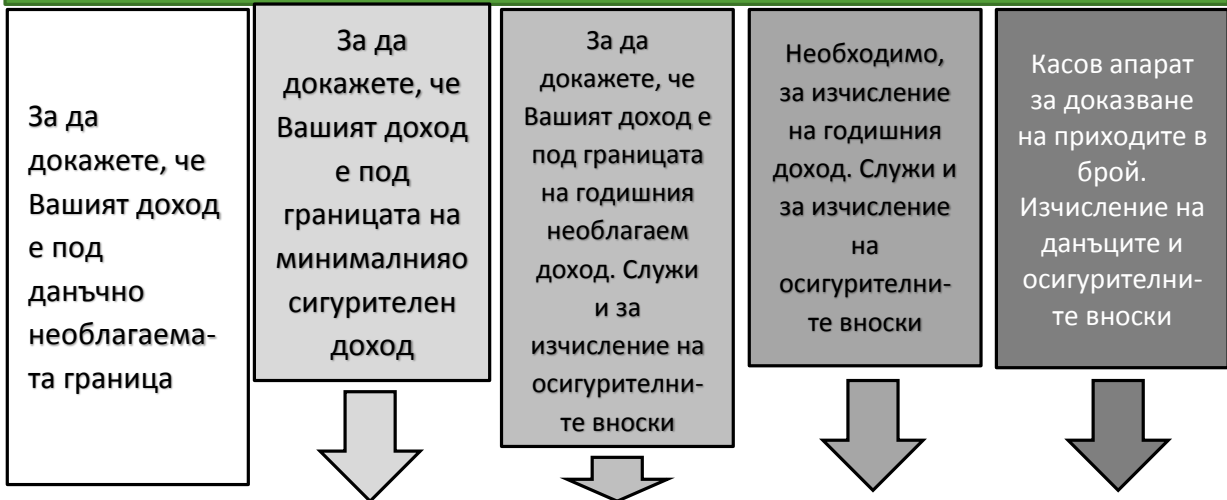 За да
докажете, че
Вашият доход
е под
данъчно
необлагаема-
та граница
За да
докажете, че
Вашият доход
е под
границата на
минималнияо
сигурителен
доход
За да
докажете, че
Вашият доход е
под границата
на годишния
необлагаем
доход. Служи
и за
изчисление на
осигурителни-
те вноски
Необходимо,
за изчисление
на годишния
доход. Служи и
за изчисление
на
осигурителни-
те вноски
Касов апарат
за доказване
на приходите в
брой.
Изчисление на
данъците и
осигурителни-
те вноски